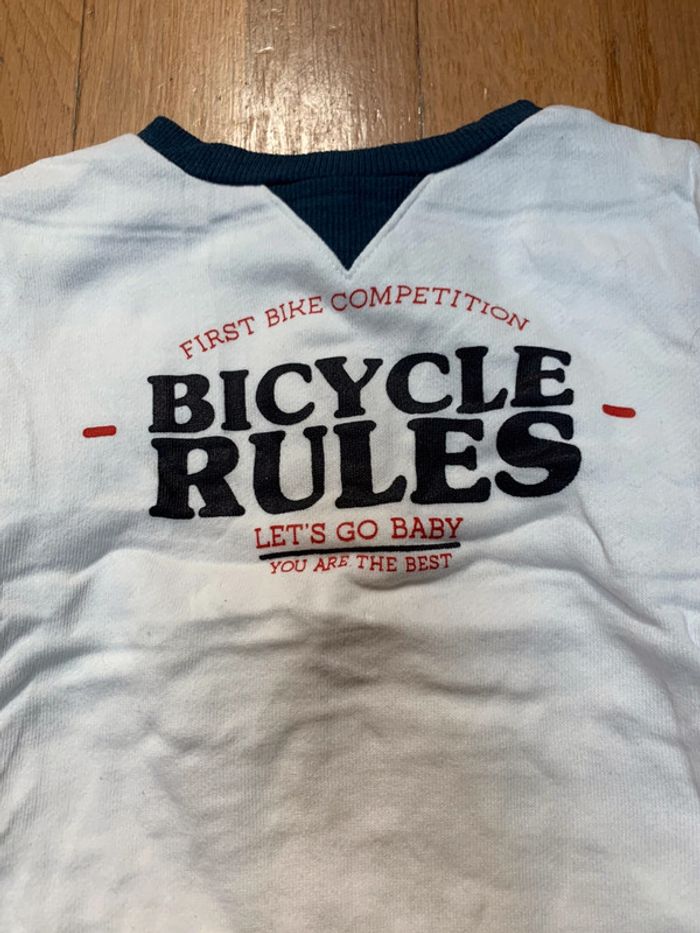 FIRST BIKE COMPETITION
BICYCLE
RULES
LET'S GO BABY
YOU ARE THE BEST